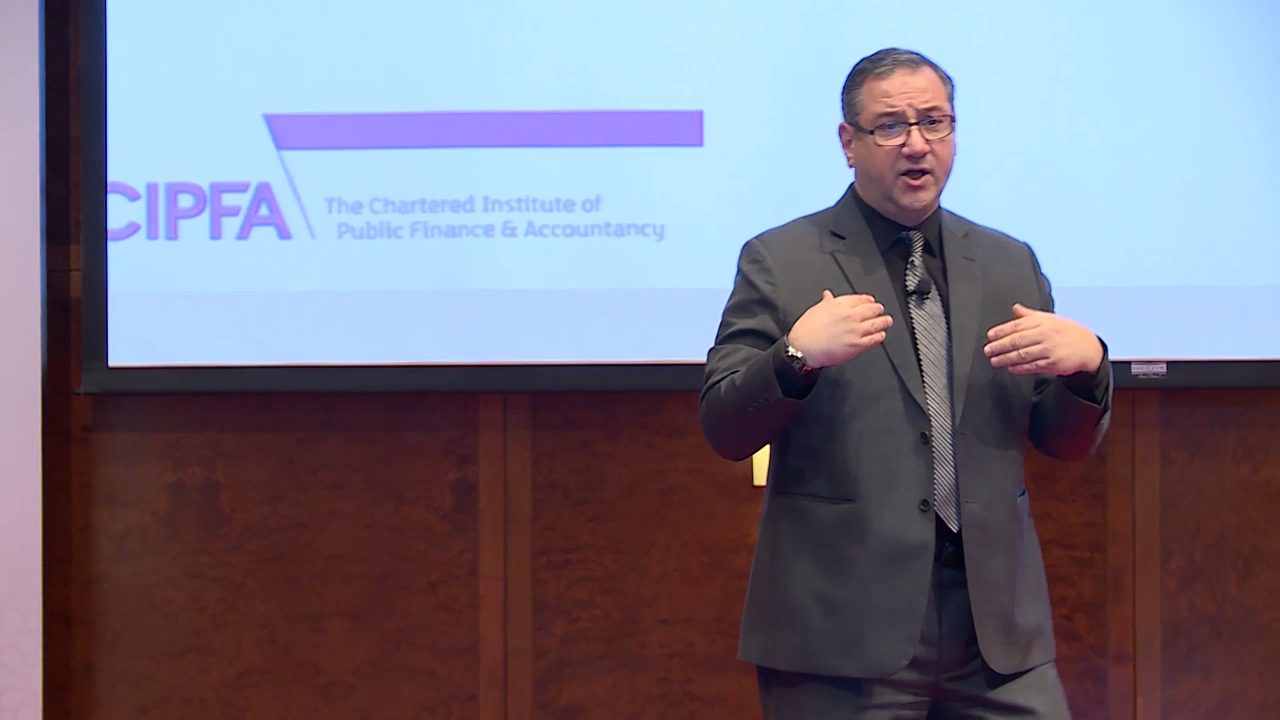 CIPFA
The Chartered Institute of
Public Finance & Accountancy